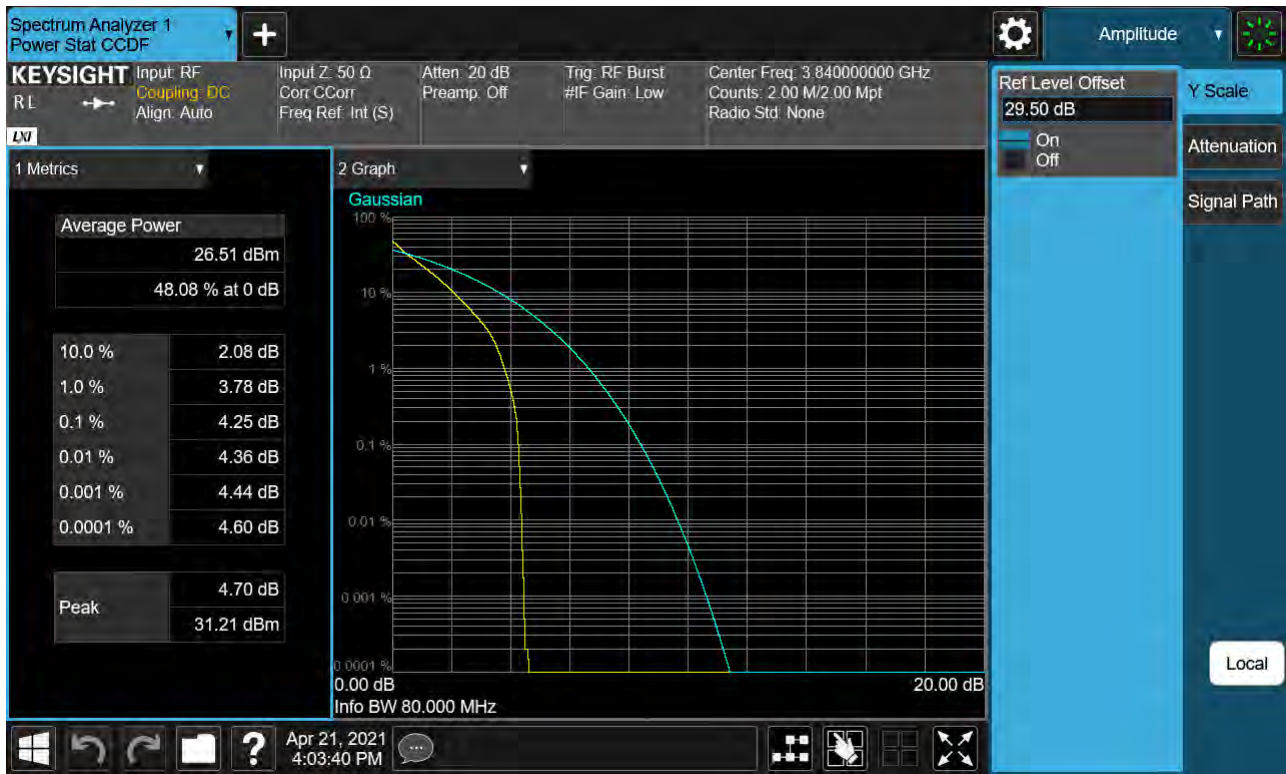 Spectrum Analyzer 1
Power Stat CCDF
+
Amplitude
KEYSIGHT
RL
LXI
Input: RF
Coupling: DC
Align: Auto
Input Z: 50 Ω
Corr CCorr
Freq Ref: Int (S)
Atten: 20 dB
Preamp: Off
Trig: RF Burst
#IF Gain: Low
Center Freq: 3.840000000 GHz
Counts: 2.00 M/2.00 Mpt
Radio Std: None
Ref Level Offset
29.50 dB
On
Off
Y Scale
Attenuation
Signal Path
Local
1 Metrics
Average Power
26.51 dBm
48.08 % at 0 dB
10.0 % 2.08 dB
1.0 % 3.78 dB
0.1 % 4.25 dB
0.01 % 4.36 dB
0.001 % 4.44 dB
0.0001 % 4.60 dB
Peak 4.70 dB
31.21 dBm
2 Graph
Gaussian
100 %
10 %
1 %
0.1 %
0.01 %
0.001 %
0.0001 %
0.00 dB 20.00 dB
Info BW 80.000 MHz
?
Apr 21, 2021
4:03:40 PM